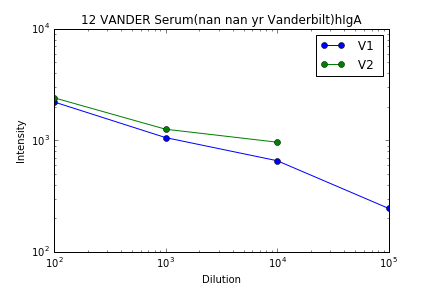 12 VANDER Serum(nan nan yr Vanderbilt)hIgA
V1
V2
Intensity
10^4
10^3
10^2
10^2 10^3 10^4 10^5
Dilution